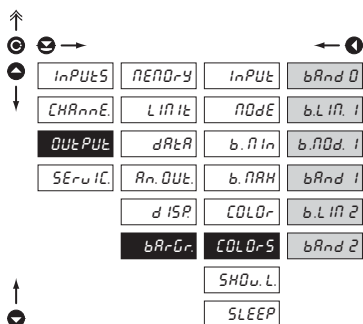 InPUtS
CHAnnE.
OUtPUt
SErvIC.
MEMOrY
LIMIt
dAtA
An. OUt.
dISP.
bArGr.
InPUt
MOdE
b. MIn
b. MAX
COLOr
COLOrS
SHOv. L.
SLEEP
bAnd 0
b.LIM. 1
b.MOd. 1
bAnd 1
b.LIM 2
bAnd 2